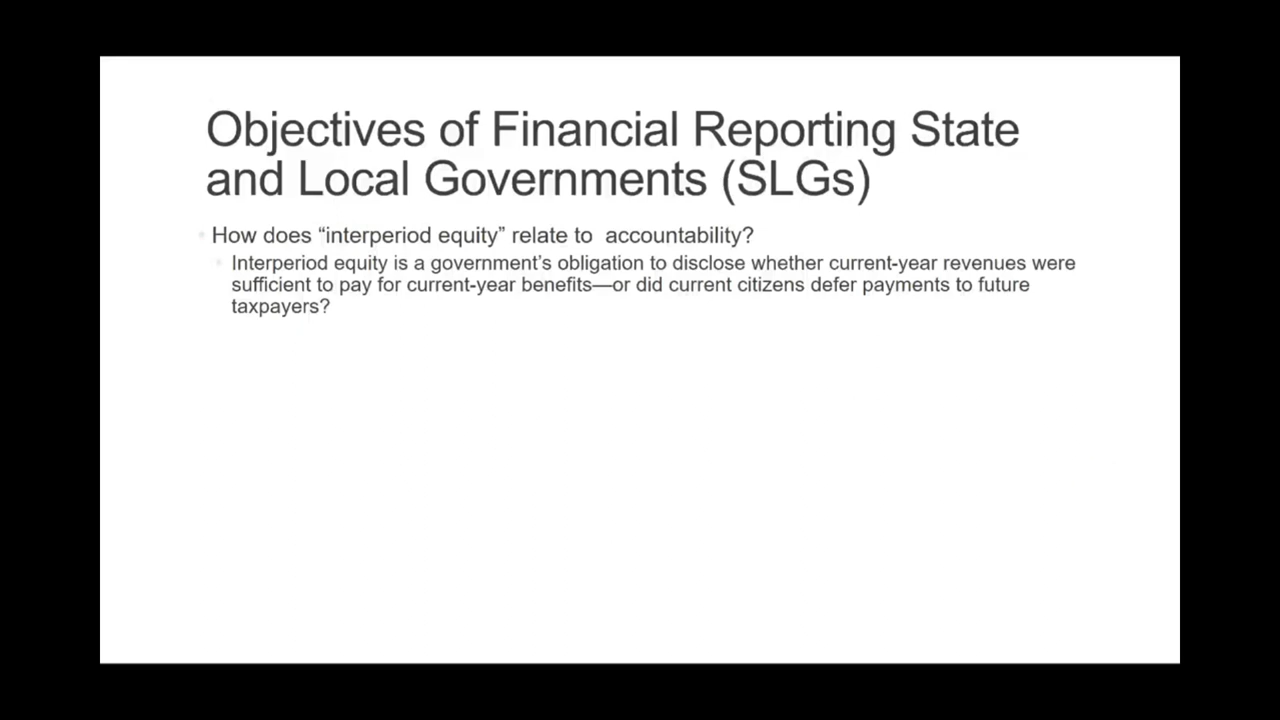 Objectives of Financial Reporting State
and Local Governments (SLGs)
How does “interperiod equity” relate to  accountability?
Interperiod equity is a government’s obligation to disclose whether current-year revenues were
sufficient to pay for current-year benefits—or did current citizens defer payments to future
taxpayers?